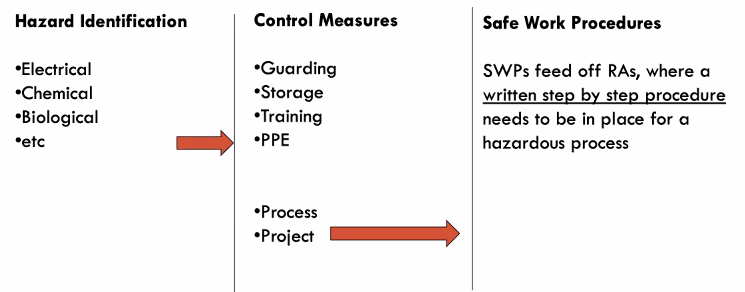 Hazard Identification
•Electrical
•Chemical
•Biological
•etc
Control Measures
•Guarding
•Storage
•Training
•PPE
•Process
•Project
Safe Work Procedures
SWPs feed off RAs, where a
written step by step procedure
needs to be in place for a
hazardous process